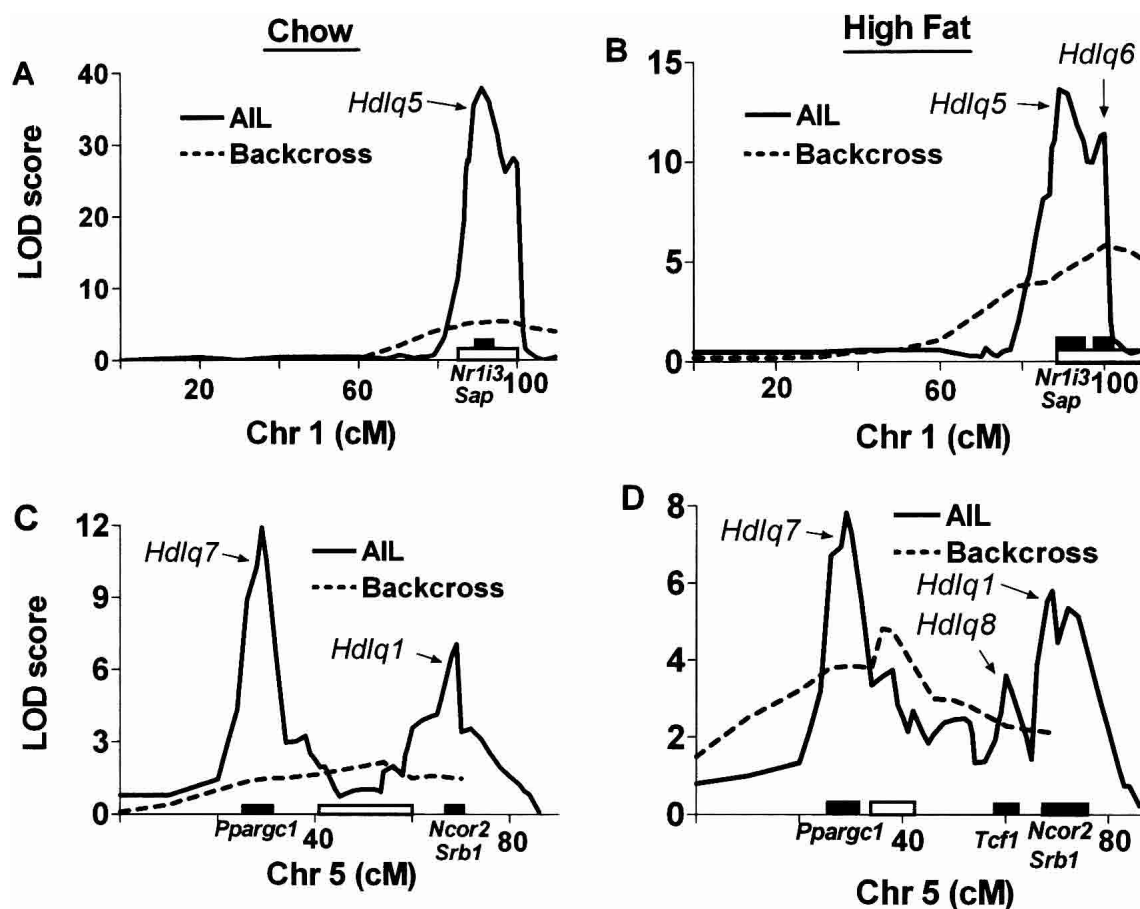 Chow
High Fat
A
40
30
20
10
0
LOD score
AIL
Backcross
Hdlq5
20
60
100
Nr1i3
Sap
Chr 1 (cM)
B
15
10
5
0
AIL
Backcross
Hdlq5
Hdlq6
20
60
100
Nr1i3
Sap
Chr 1 (cM)
C
12
9
6
3
0
LOD score
AIL
Backcross
Hdlq7
Hdlq1
Ppargc1
40
Ncor2
Srb1
80
Chr 5 (cM)
D
8
6
4
2
0
AIL
Backcross
Hdlq7
Hdlq1
Hdlq8
Ppargc1
40
Tcf1
Ncor2
Srb1
80
Chr 5 (cM)